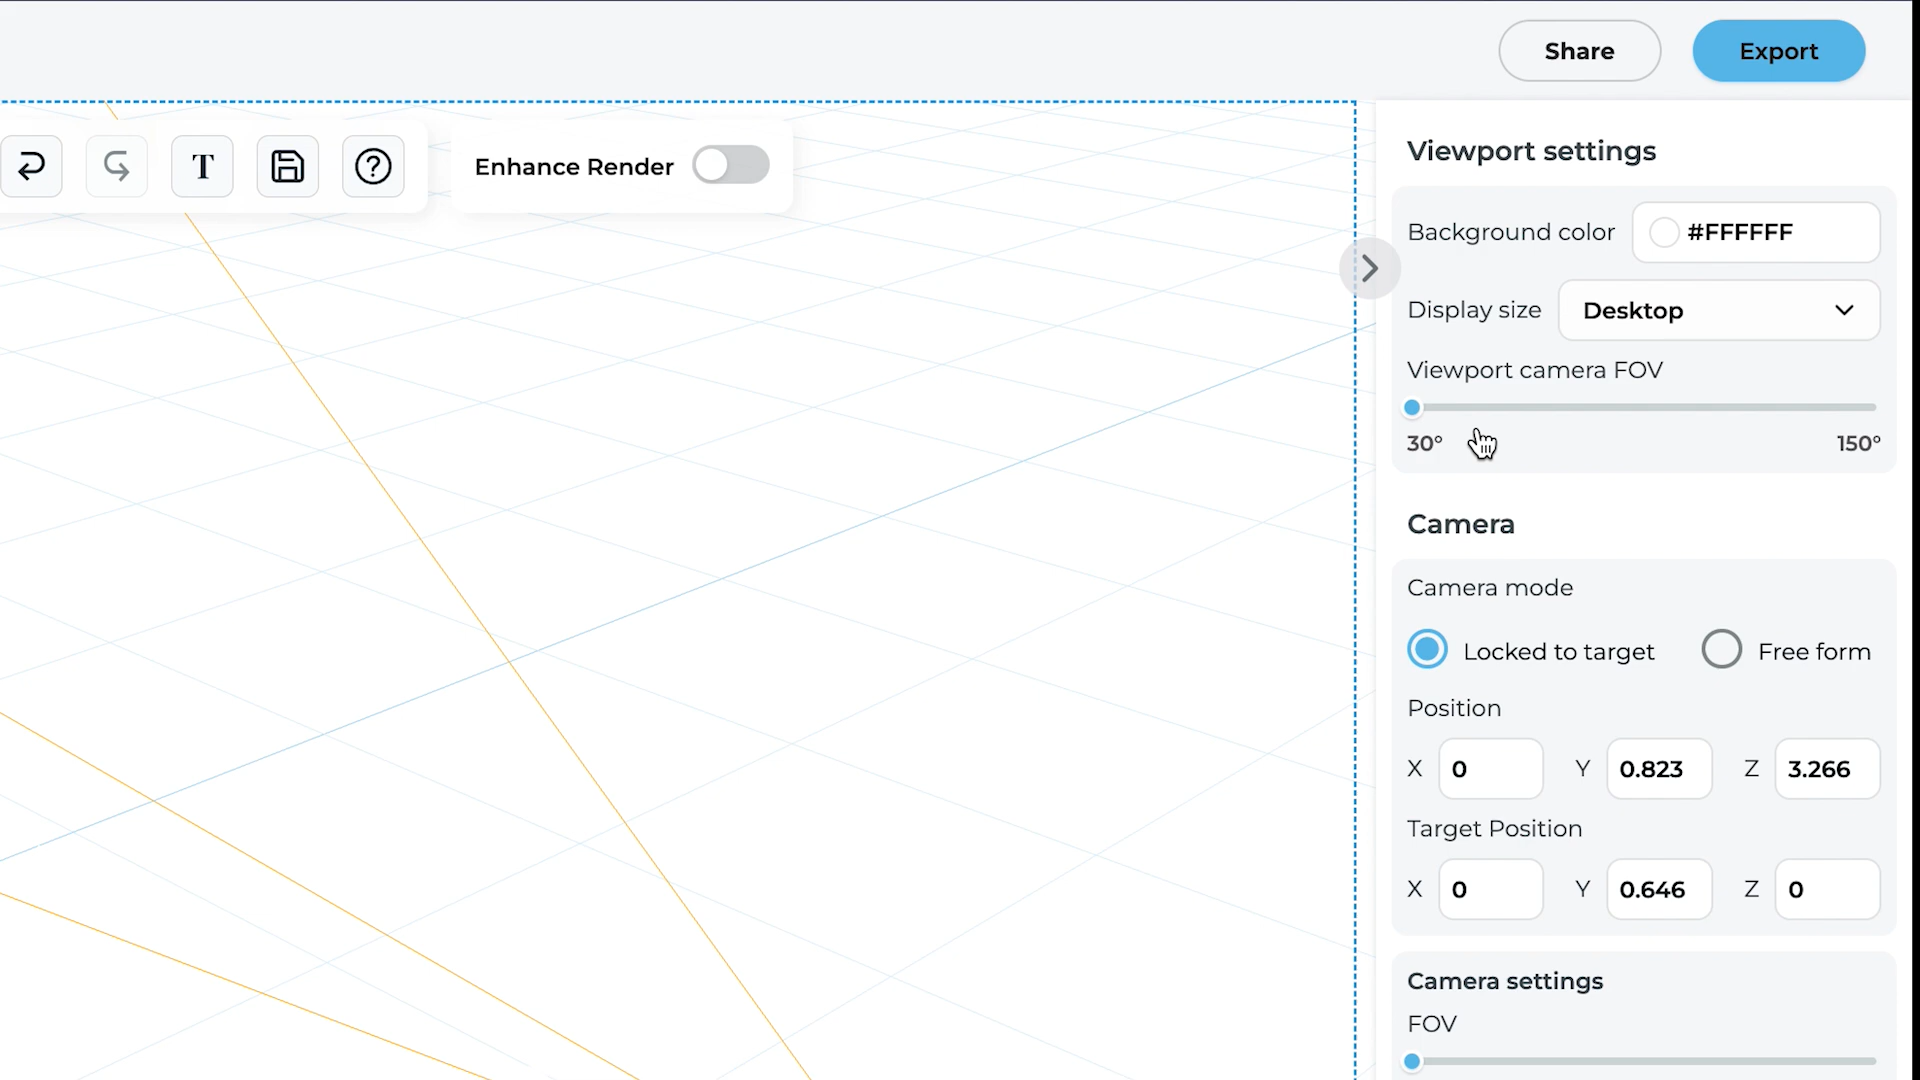 Share Export
T Enhance Render
Viewport settings
Background color #FFFFFF
Display size Desktop
Viewport camera FOV
30° 150°
Camera
Camera mode
Locked to target Free form
Position
X 0 Y 0.823 Z 3.266
Target Position
X 0 Y 0.646 Z 0
Camera settings
FOV